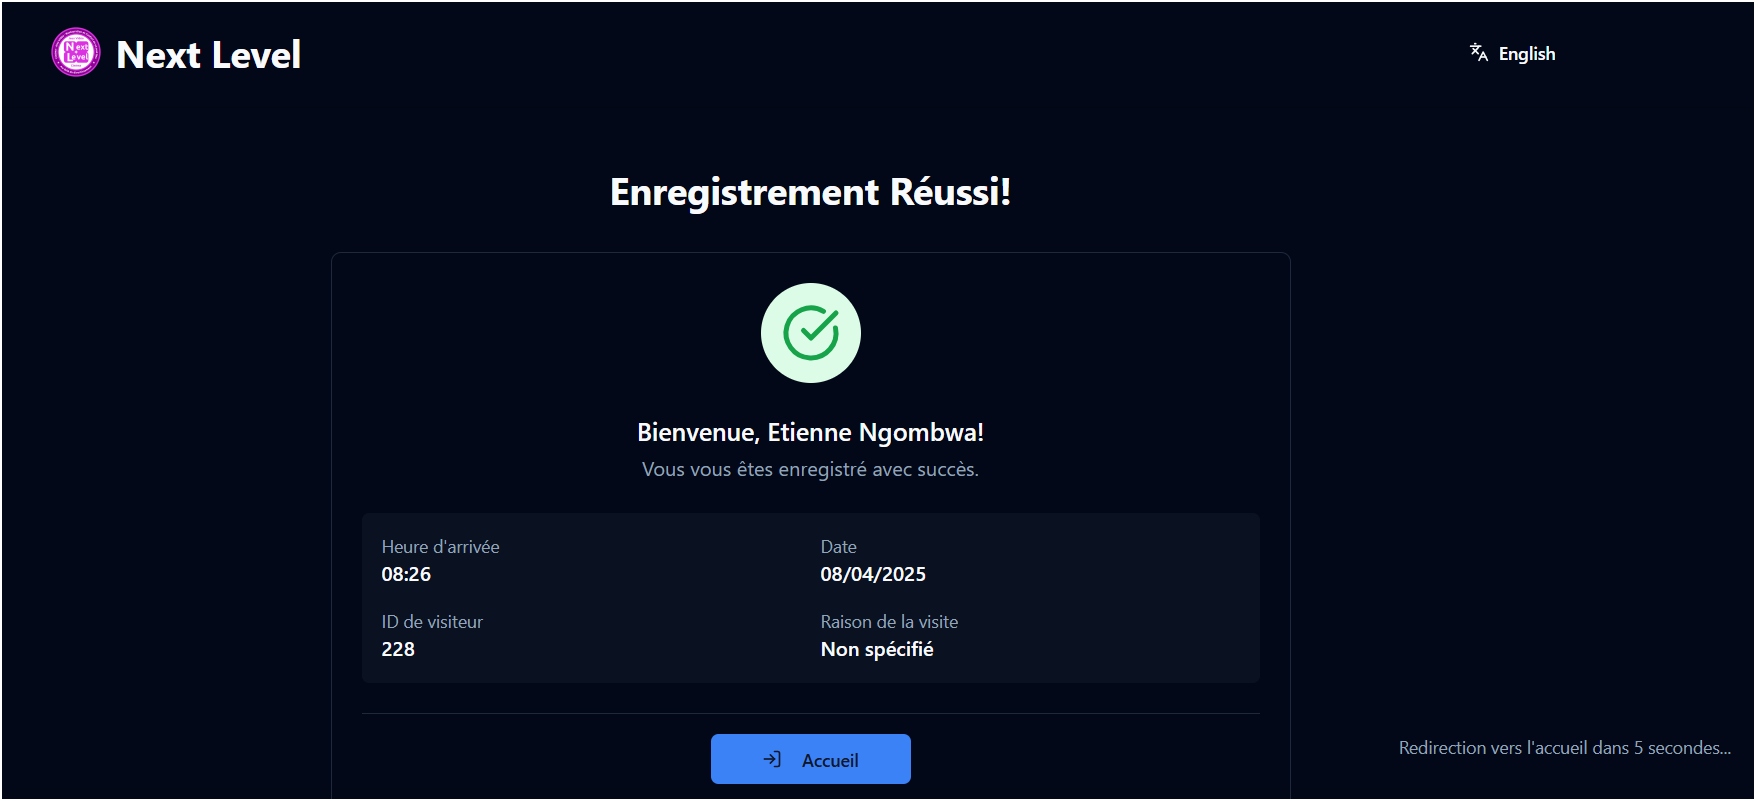 Next Level
Next Level
English
Enregistrement Réussi!
Bienvenue, Etienne Ngombwa!
Vous vous êtes enregistré avec succès.
Heure d'arrivée
08:26
Date
08/04/2025
ID de visiteur
228
Raison de la visite
Non spécifié
Accueil
Redirection vers l'accueil dans 5 secondes...